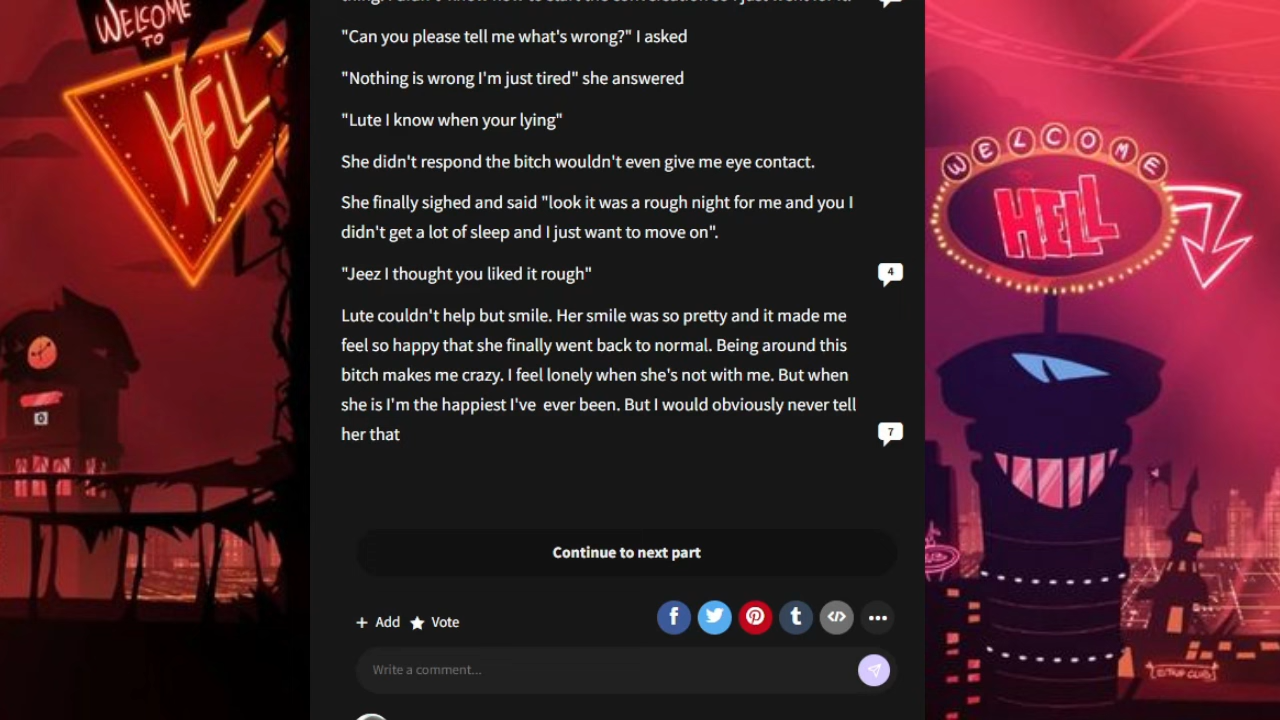 WELCOME
TO
HELL
"Can you please tell me what's wrong?" I asked
"Nothing is wrong I'm just tired" she answered
"Lute I know when your lying"
She didn't respond the bitch wouldn't even give me eye contact.
She finally sighed and said "look it was a rough night for me and you I
didn't get a lot of sleep and I just want to move on".
"Jeez I thought you liked it rough"
4
Lute couldn't help but smile. Her smile was so pretty and it made me
feel so happy that she finally went back to normal. Being around this
bitch makes me crazy. I feel lonely when she's not with me. But when
she is I'm the happiest I've  ever been. But I would obviously never tell
her that
7
Continue to next part
+ Add ★ Vote
Write a comment...
WELCOME
HELL